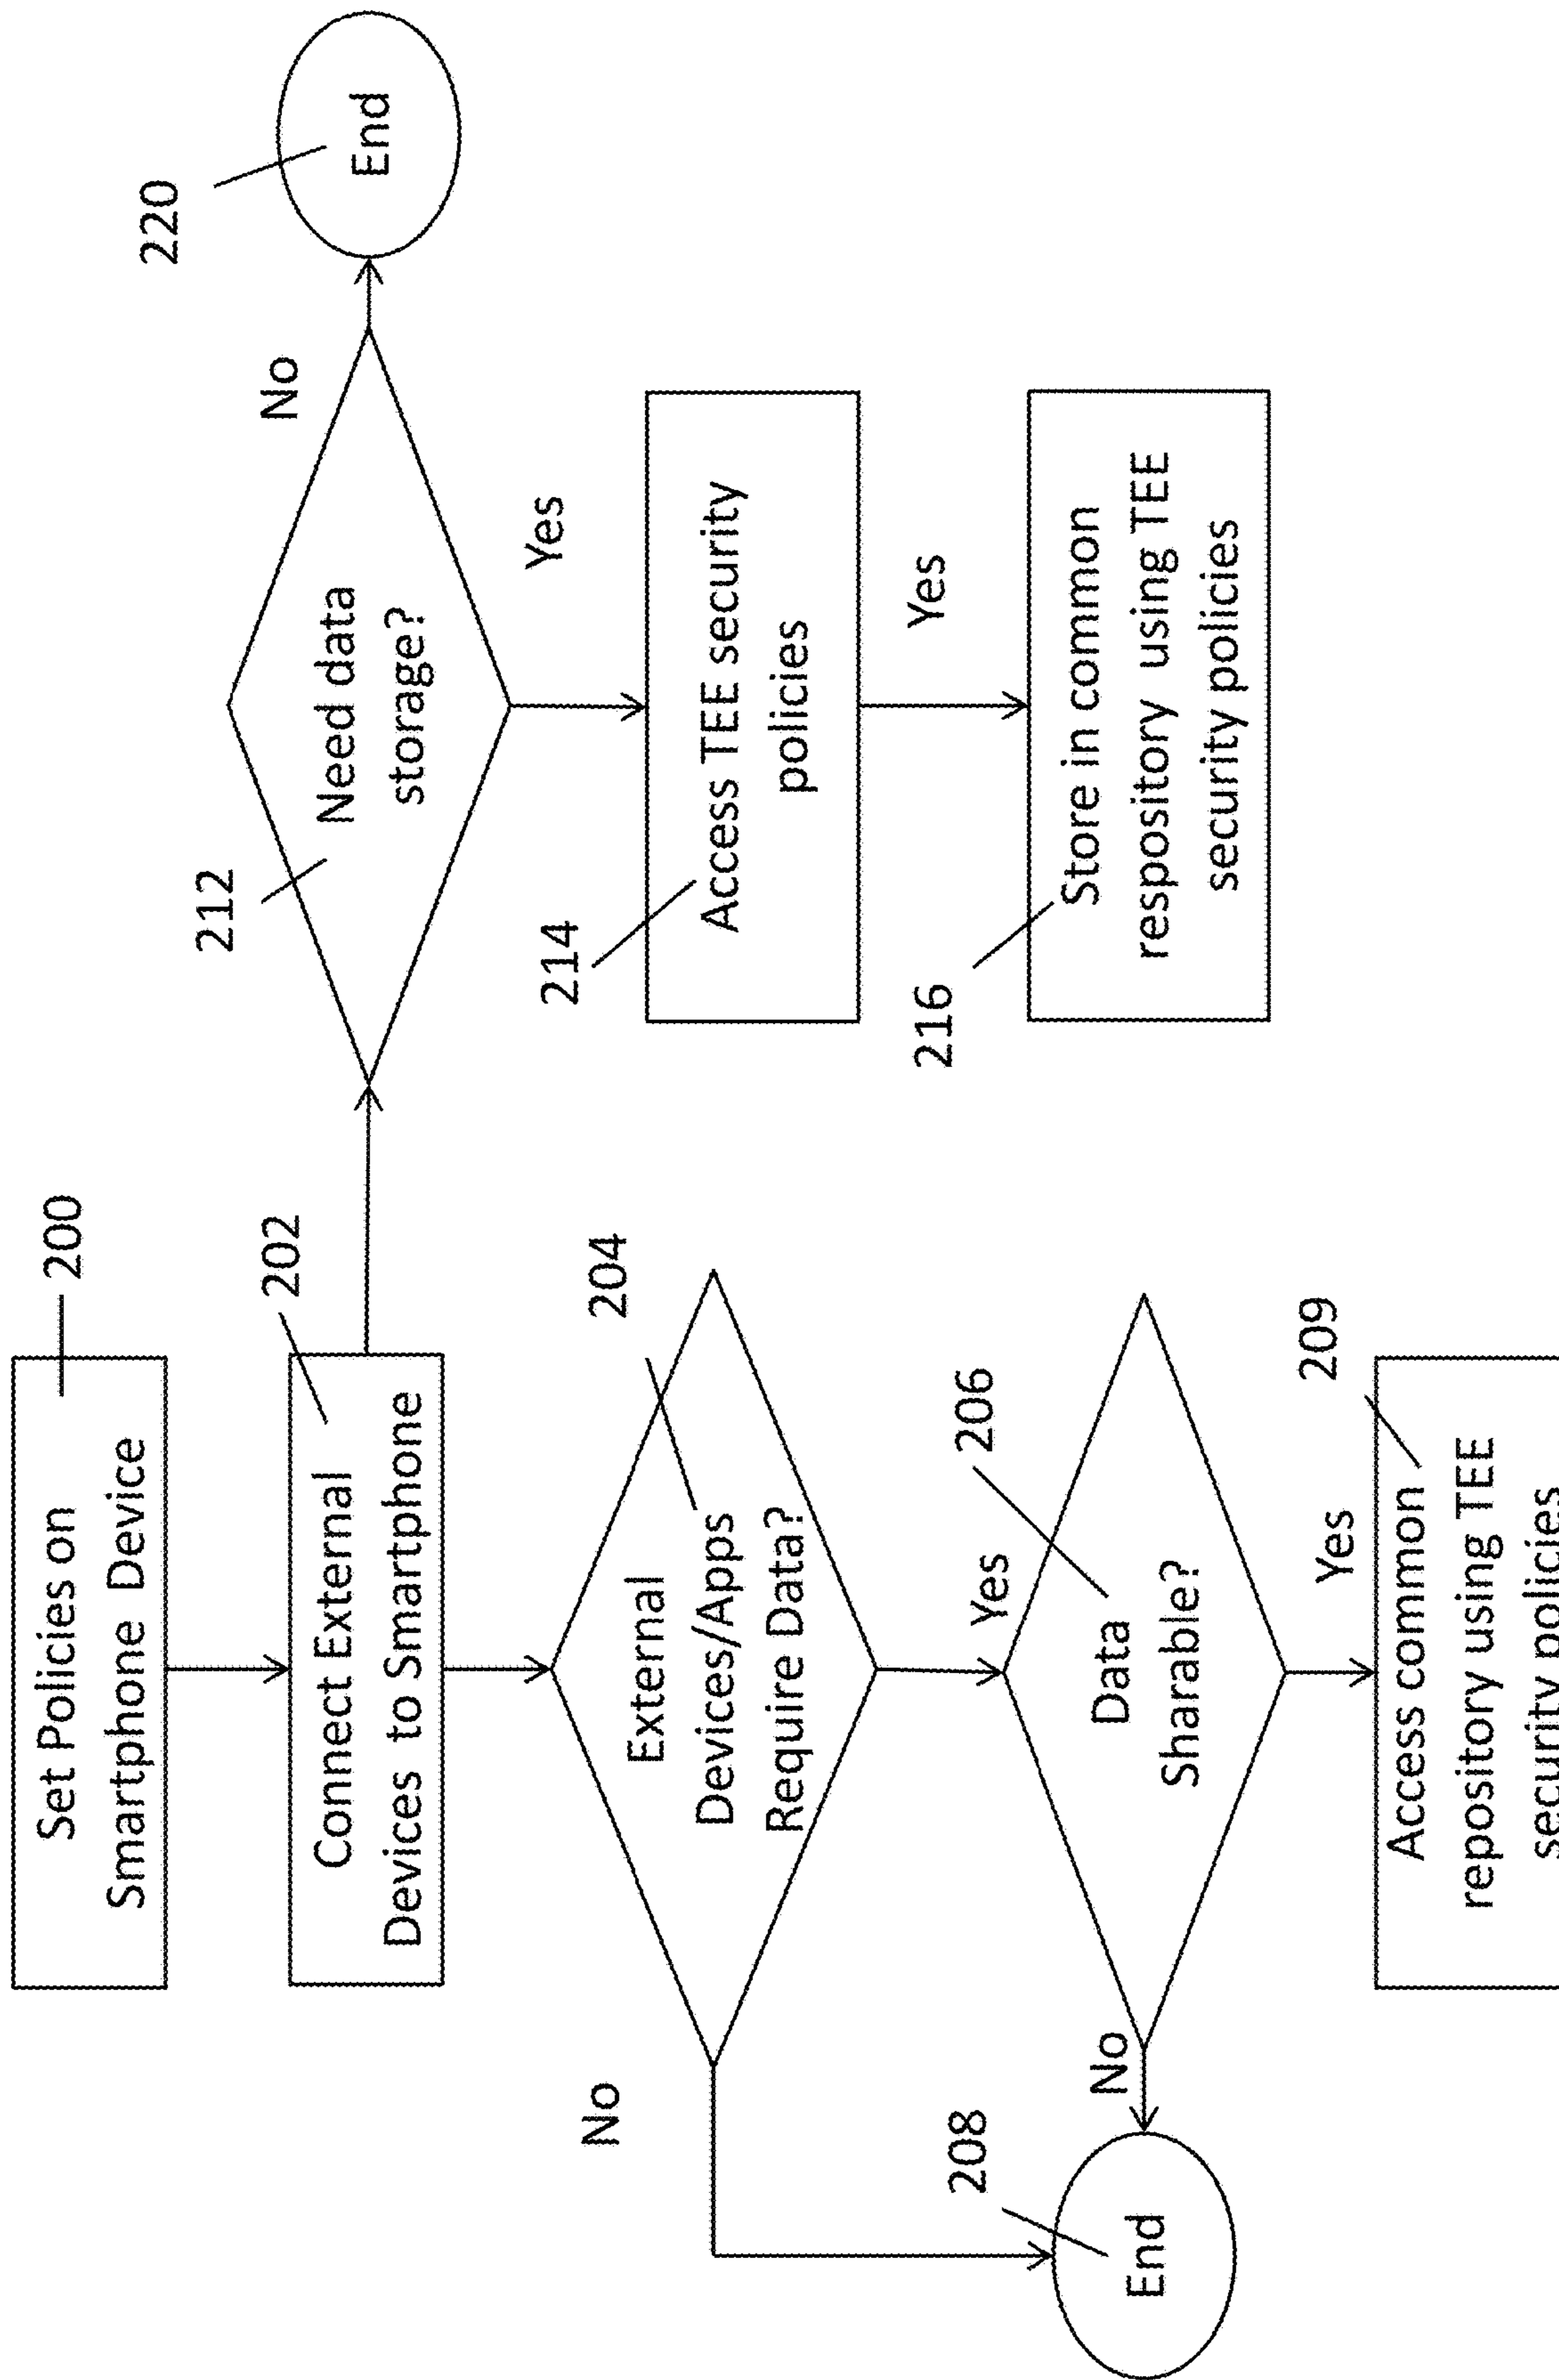 Set Policies on
Smartphone Device
200
Connect External
Devices to Smartphone
202
External
Devices/Apps
Require Data?
204
No
Yes
Data
Sharable?
206
No
End
208
Yes
Access common
repository using TEE
security policies
209
Need data
storage?
212
No
End
220
Yes
Access TEE security
policies
214
Yes
Store in common
respository using TEE
security policies
216